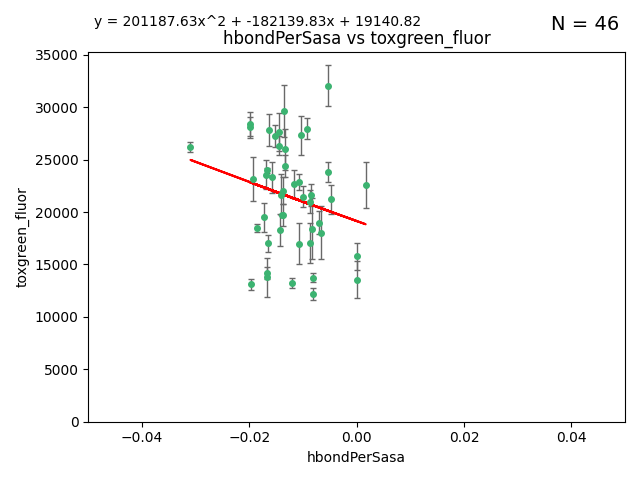 y = 201187.63x^2 + -182139.83x + 19140.82
N = 46
hbondPerSasa vs toxgreen_fluor
35000
30000
25000
20000
15000
10000
5000
0
toxgreen_fluor
−0.04
−0.02
0.00
0.02
0.04
hbondPerSasa